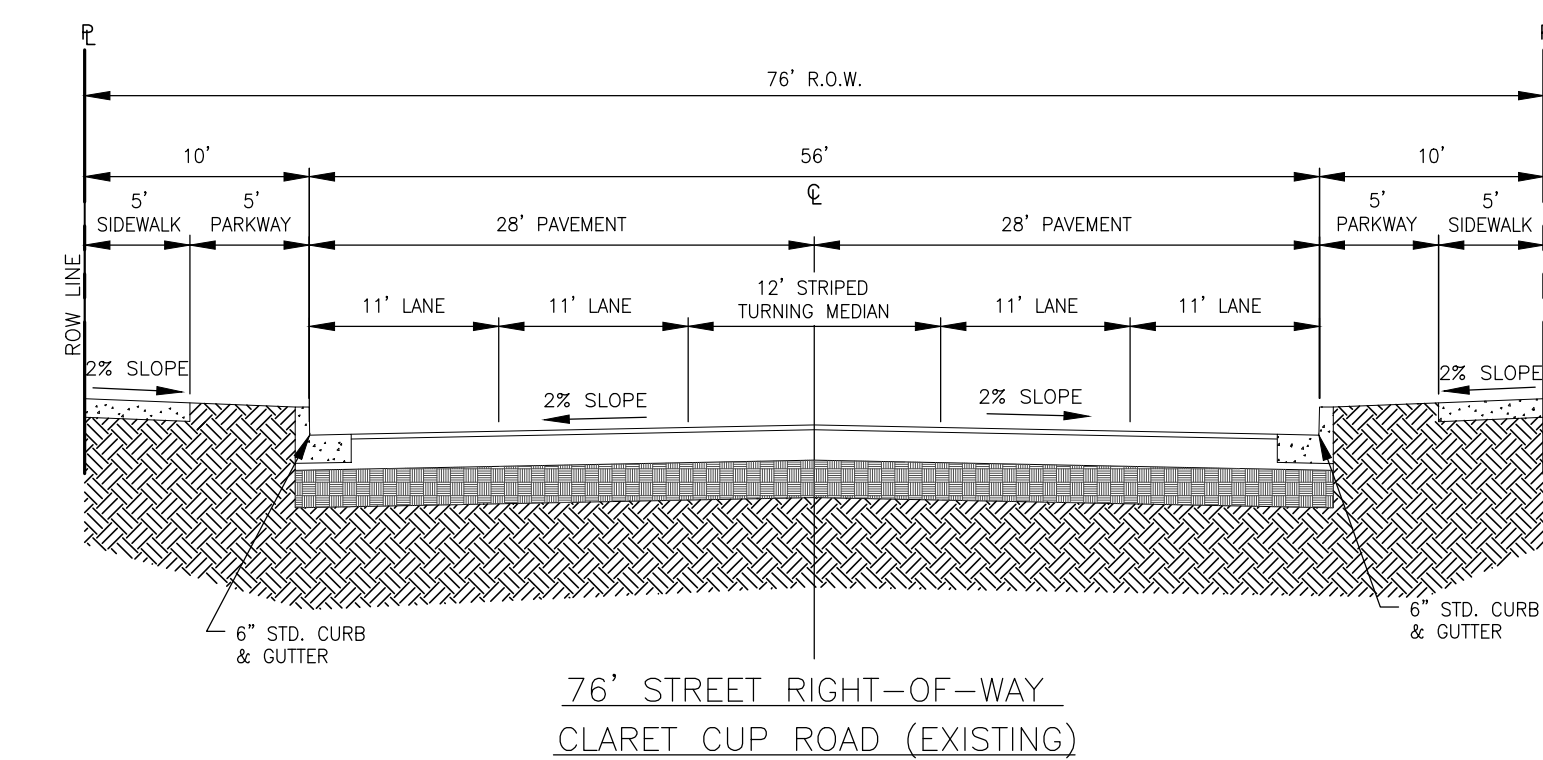 PL
76' R.O.W.
10'
56'
10'
CL
5'
SIDEWALK
5'
PARKWAY
28' PAVEMENT
28' PAVEMENT
5'
PARKWAY
5'
SIDEWALK
ROW LINE
11' LANE
11' LANE
12' STRIPED
TURNING MEDIAN
11' LANE
11' LANE
2% SLOPE
2% SLOPE
2% SLOPE
2% SLOPE
6" STD. CURB
& GUTTER
6" STD. CURB
& GUTTER
76' STREET RIGHT-OF-WAY
CLARET CUP ROAD (EXISTING)